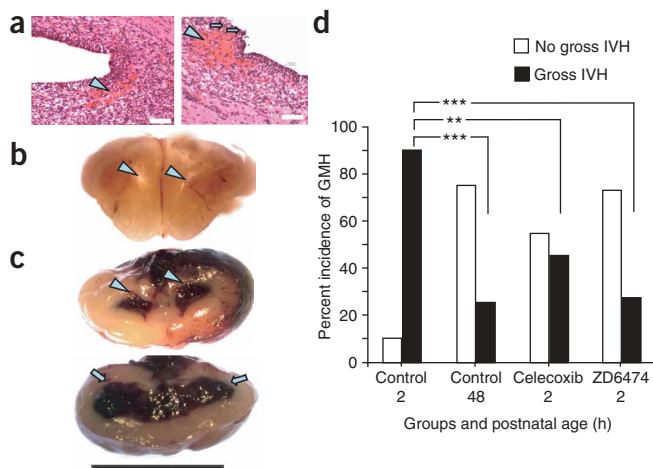 a
b
c
d
No gross IVH
Gross IVH
***
**
***
100
80
60
40
20
0
Percent incidence of GMH
Control Control Celecoxib ZD6474
2 48 2 2
Groups and postnatal age (h)